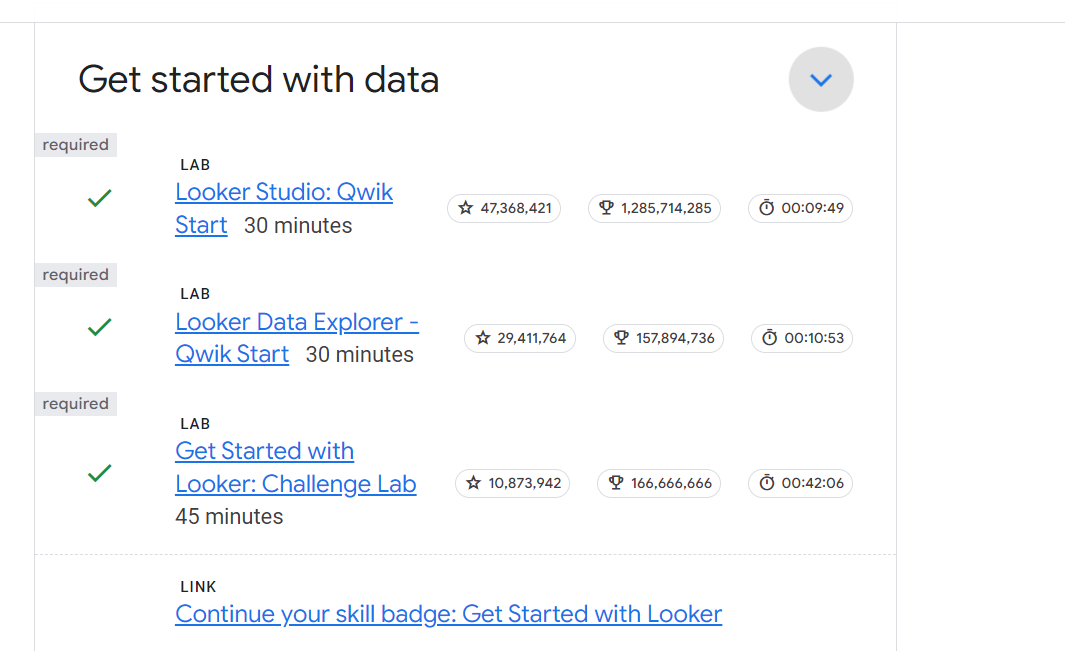 Get started with data
required
LAB
Looker Studio: Qwik
Start 30 minutes
47,368,421
1,285,714,285
00:09:49
required
LAB
Looker Data Explorer -
Qwik Start 30 minutes
29,411,764
157,894,736
00:10:53
required
LAB
Get Started with
Looker: Challenge Lab
45 minutes
10,873,942
166,666,666
00:42:06
LINK
Continue your skill badge: Get Started with Looker